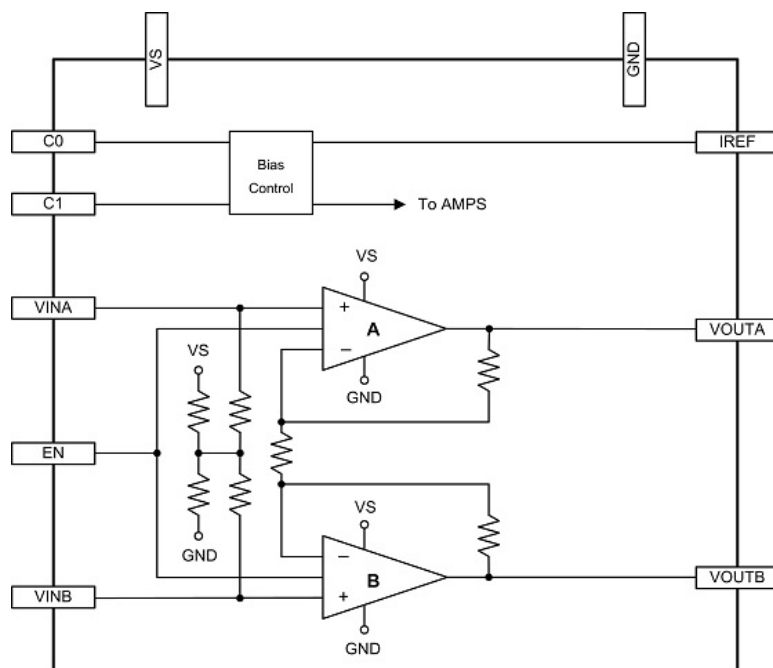 VS
GND
C0
Bias
Control
IREF
C1
To AMPS
VS
VINA
+
A
−
VOUTA
VS
GND
EN
VS
GND
−
B
+
VOUTB
VINB
GND